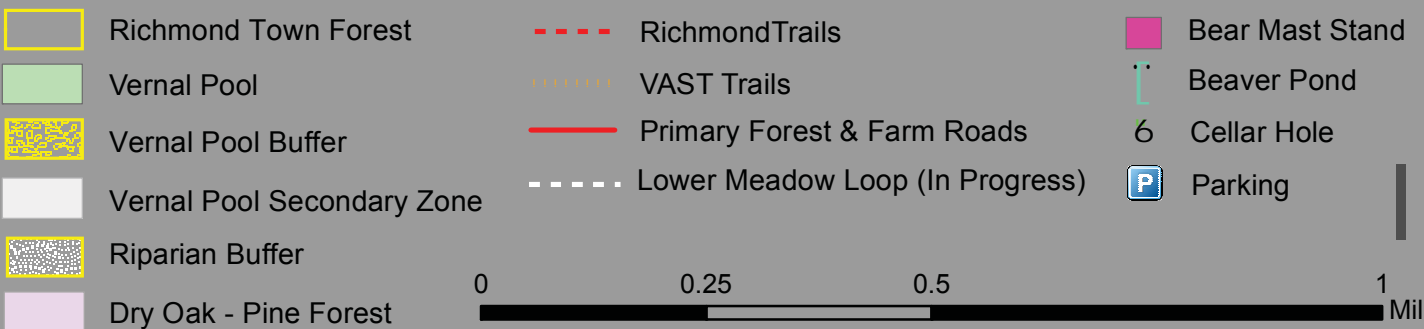 Richmond Town Forest
Vernal Pool
Vernal Pool Buffer
Vernal Pool Secondary Zone
Riparian Buffer
Dry Oak - Pine Forest
RichmondTrails
VAST Trails
Primary Forest & Farm Roads
Lower Meadow Loop (In Progress)
Bear Mast Stand
Beaver Pond
6 Cellar Hole
P Parking
0 0.25 0.5 1
Mil